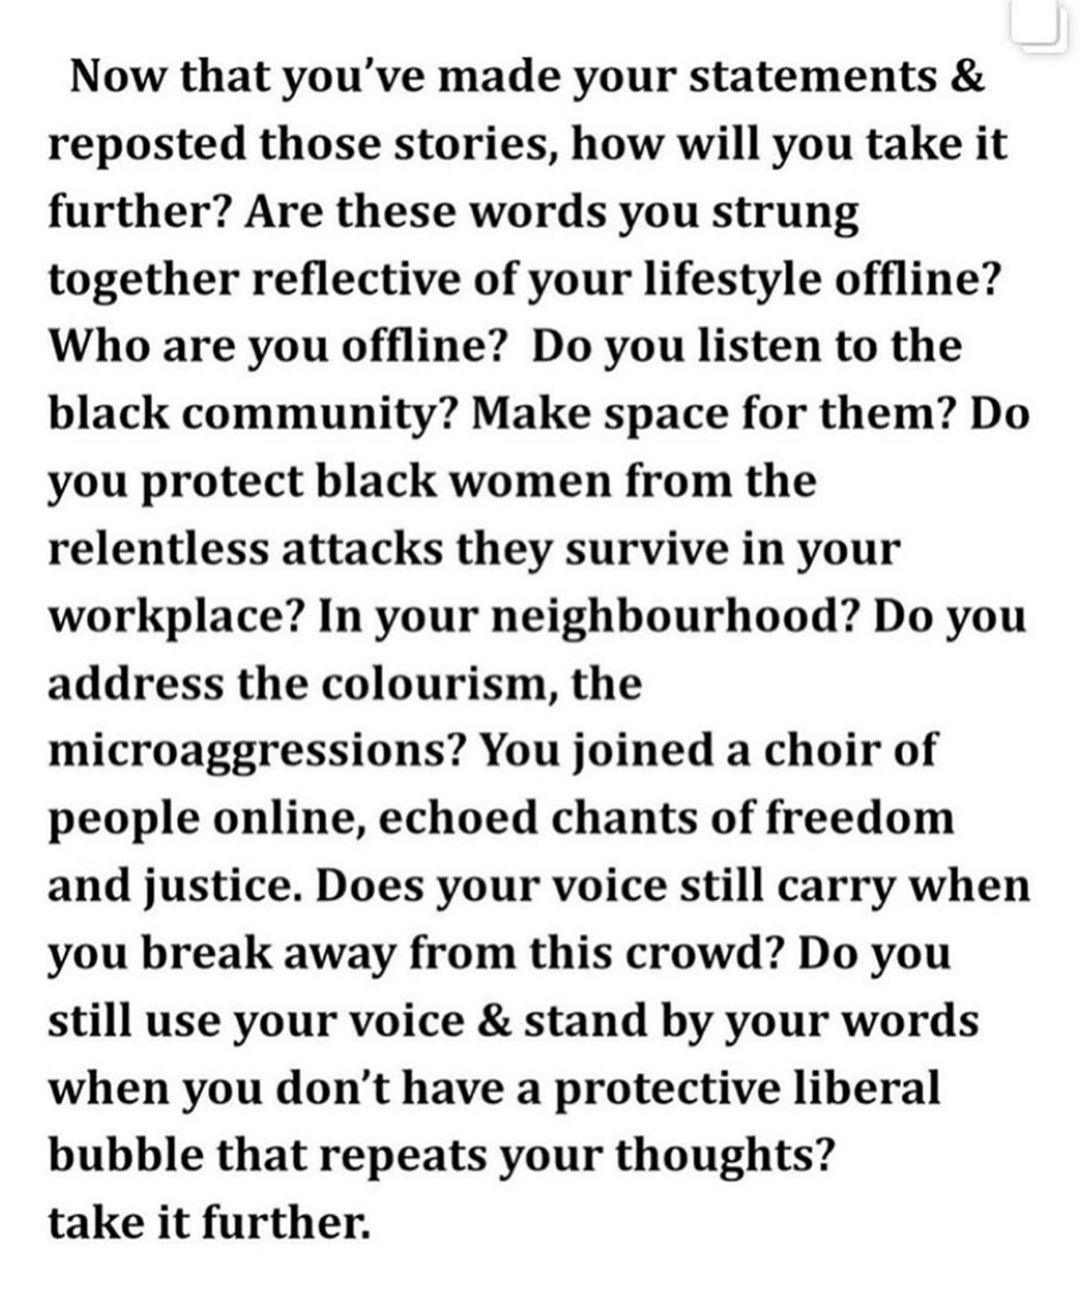 Now that you’ve made your statements &
reposted those stories, how will you take it
further? Are these words you strung
together reflective of your lifestyle offline?
Who are you offline?  Do you listen to the
black community? Make space for them? Do
you protect black women from the
relentless attacks they survive in your
workplace? In your neighbourhood? Do you
address the colourism, the
microaggressions? You joined a choir of
people online, echoed chants of freedom
and justice. Does your voice still carry when
you break away from this crowd? Do you
still use your voice & stand by your words
when you don’t have a protective liberal
bubble that repeats your thoughts?
take it further.